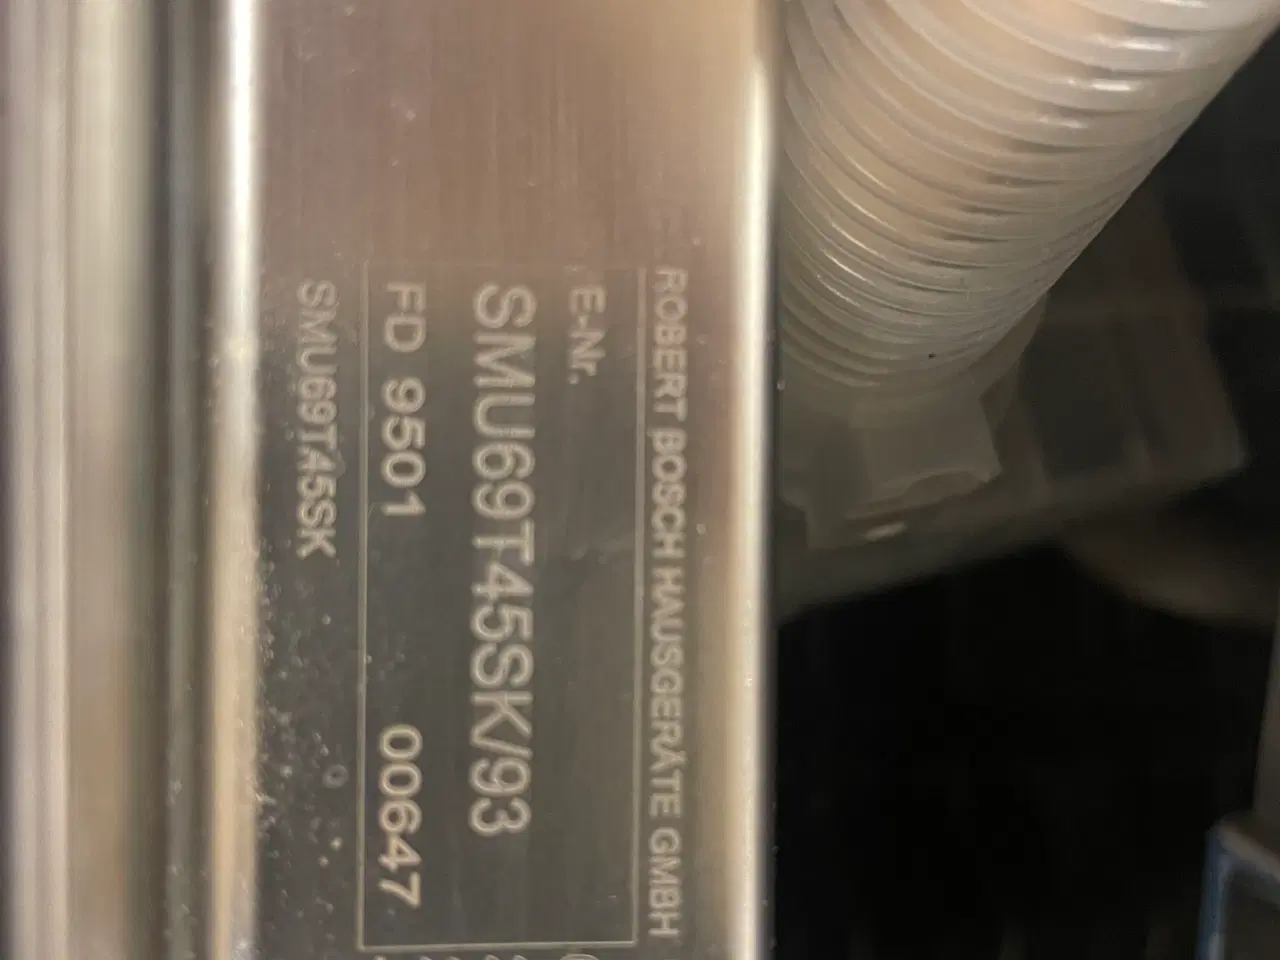 ROBERT BOSCH HAUSGERÄTE GMBH
E-Nr.
SMU69T45SK/93
FD 9501 00647
SMU69T45SK